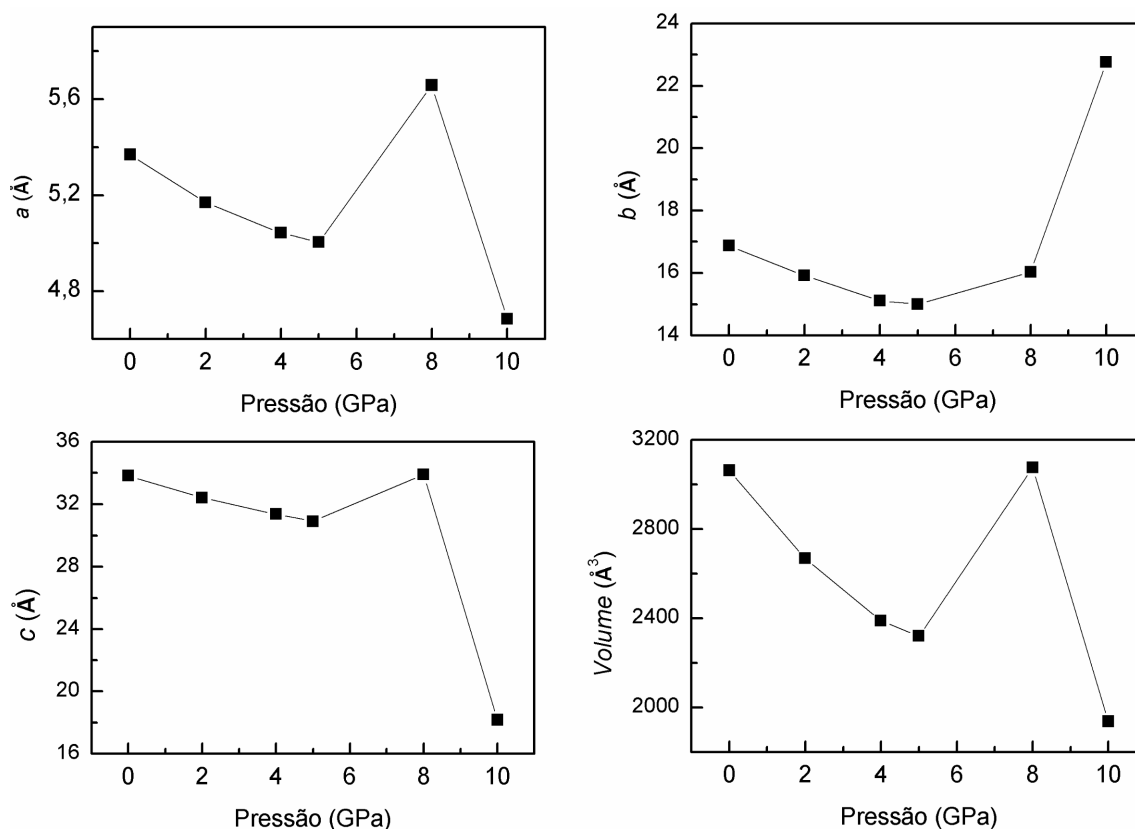 5,6
5,2
4,8
a (Å)
0 2 4 6 8 10
Pressão (GPa)
24
22
20
18
16
14
b (Å)
0 2 4 6 8 10
Pressão (GPa)
36
32
28
24
20
16
c (Å)
0 2 4 6 8 10
Pressão (GPa)
3200
2800
2400
2000
Volume (Å³)
0 2 4 6 8 10
Pressão (GPa)